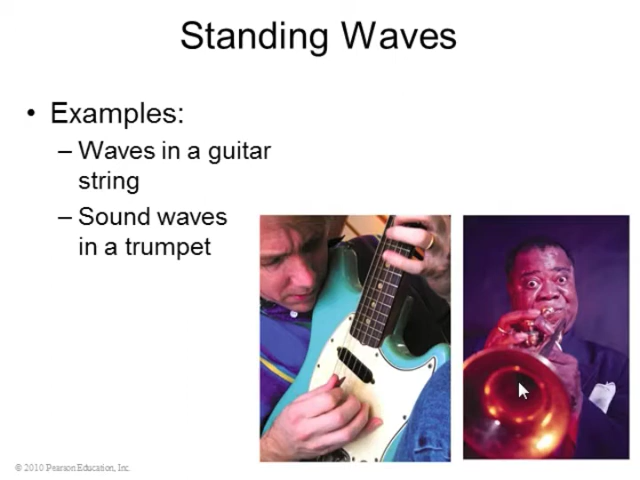 Standing Waves
• Examples:
– Waves in a guitar
string
– Sound waves
in a trumpet
© 2010 Pearson Education, Inc.